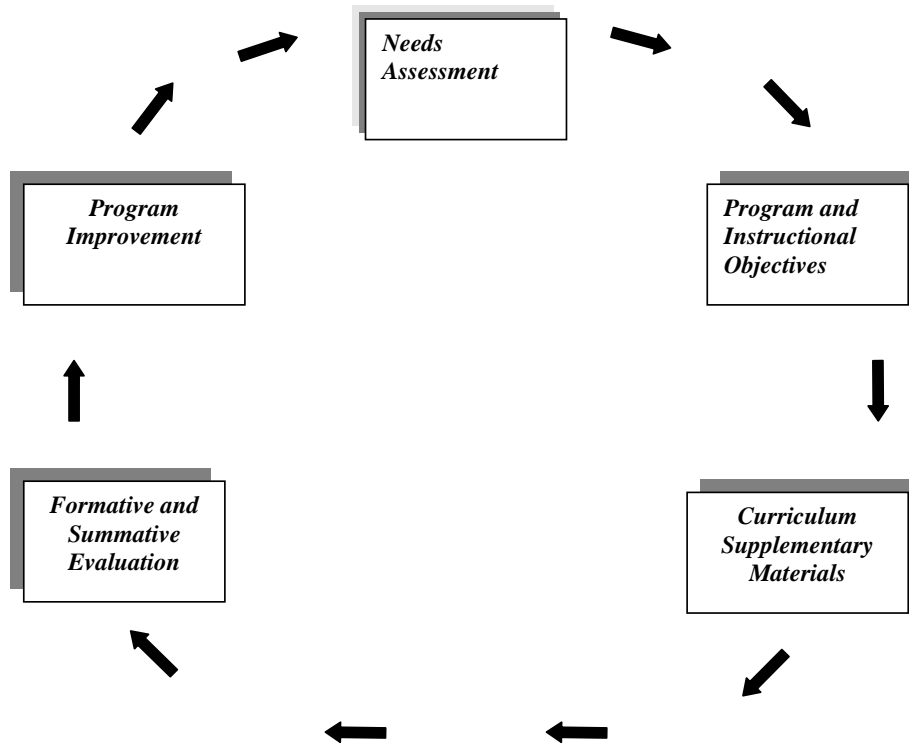 Needs
Assessment
Program and
Instructional
Objectives
Curriculum
Supplementary
Materials
Formative and
Summative
Evaluation
Program
Improvement